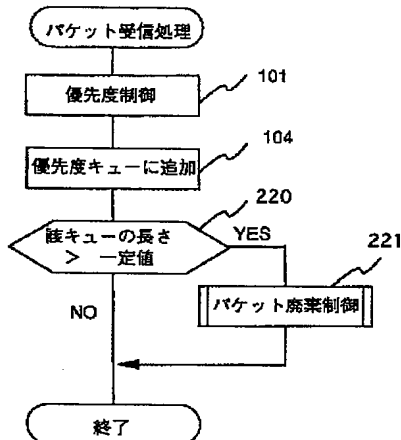 パケット受信処理
優先度制御
101
優先度キューに追加
104
該キューの長さ
> 一定値
220
YES
221
パケット廃棄制御
NO
終了